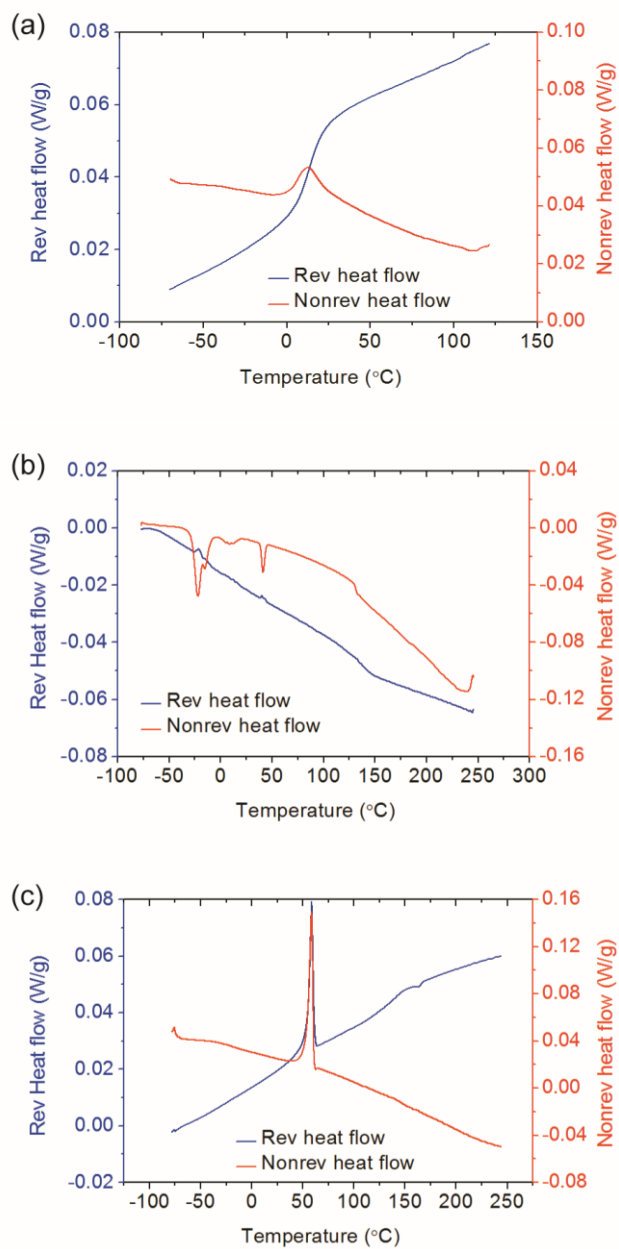 (a)
Rev heat flow (W/g)
0.08
0.06
0.04
0.02
0.00
Nonrev heat flow (W/g)
0.10
0.08
0.06
0.04
0.02
0.00
Rev heat flow
Nonrev heat flow
-100 -50 0 50 100 150
Temperature (°C)
(b)
Rev Heat flow (W/g)
0.02
0.00
-0.02
-0.04
-0.06
-0.08
Nonrev heat flow (W/g)
0.04
0.00
-0.04
-0.08
-0.12
-0.16
Rev heat flow
Nonrev heat flow
-100 -50 0 50 100 150 200 250 300
Temperature (°C)
(c)
Rev Heat flow (W/g)
0.08
0.06
0.04
0.02
0.00
-0.02
Nonrev heat flow (W/g)
0.16
0.12
0.08
0.04
0.00
-0.04
-0.08
Rev heat flow
Nonrev heat flow
-100 -50 0 50 100 150 200 250
Temperature (°C)